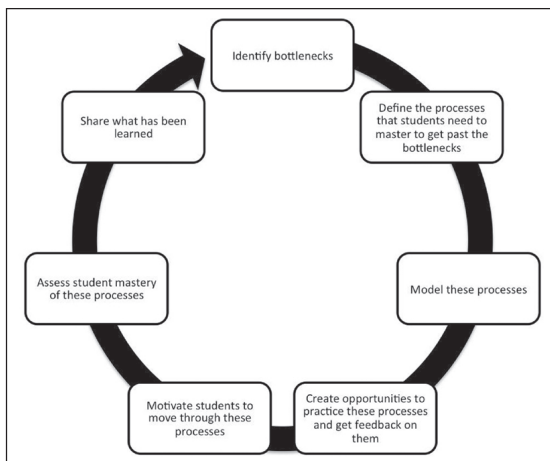 Identify bottlenecks
Define the processes
that students need to
master to get past the
bottlenecks
Model these processes
Create opportunities to
practice these processes
and get feedback on
them
Motivate students to
move through these
processes
Assess student mastery
of these processes
Share what has been
learned